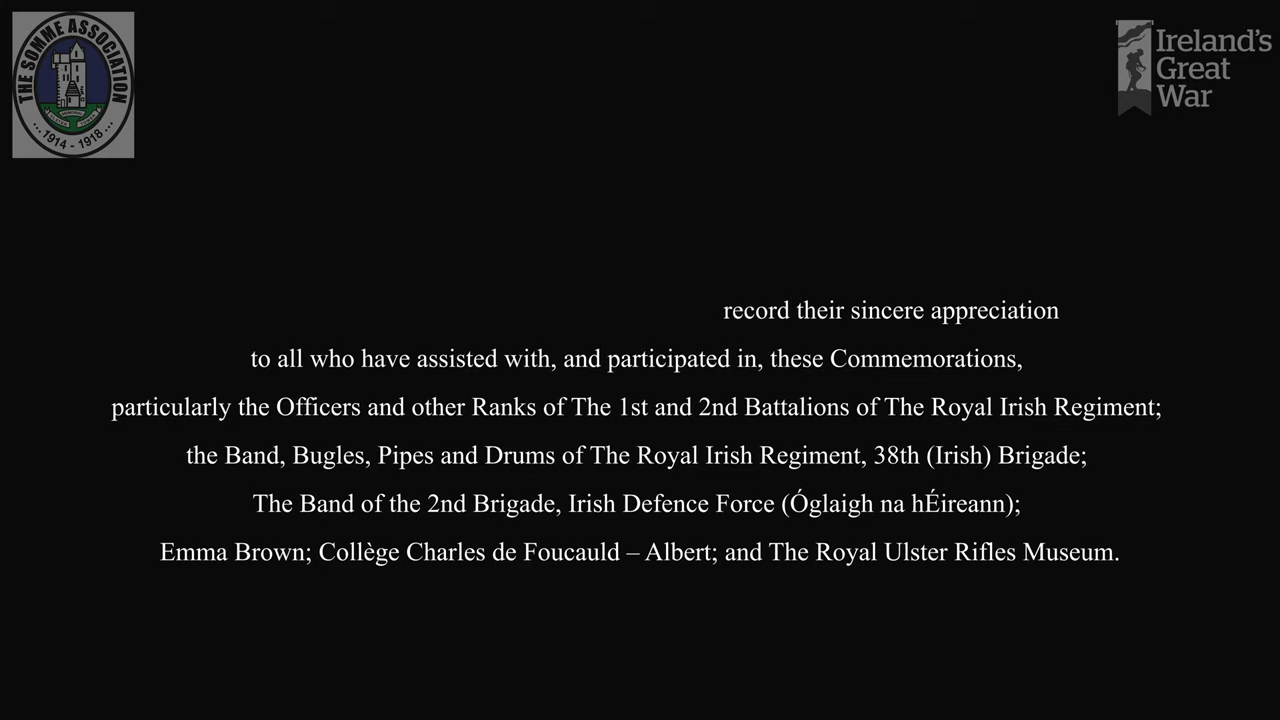 THE SOMME ASSOCIATION
...1914 - 1918...
Ireland's
Great
War
record their sincere appreciation
to all who have assisted with, and participated in, these Commemorations,
particularly the Officers and other Ranks of The 1st and 2nd Battalions of The Royal Irish Regiment;
the Band, Bugles, Pipes and Drums of The Royal Irish Regiment, 38th (Irish) Brigade;
The Band of the 2nd Brigade, Irish Defence Force (Óglaigh na hÉireann);
Emma Brown; Collège Charles de Foucauld – Albert; and The Royal Ulster Rifles Museum.